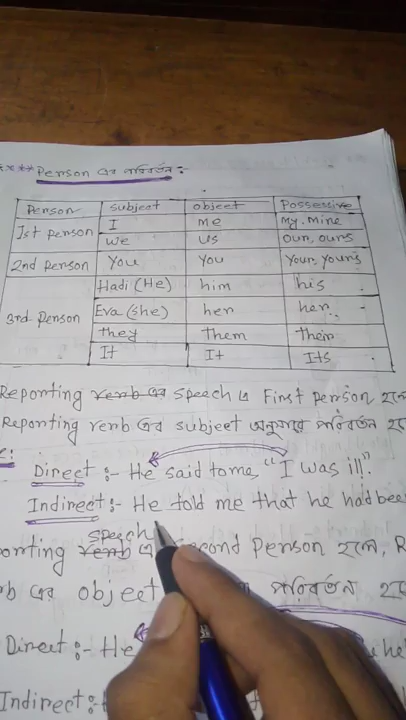 **** Person এর পরিবর্তন :
Person subject object Possessive
1st person I me my, mine
we us our, ours
2nd person You You Your, yours
3rd person Hadi (He) him his
Eva (she) her her
they Them Their
It It Its
Reporting speech এ First person হলে
Reporting verb এর subject অনুসারে পরিবর্তন
Direct :- He said to me, "I was ill".
Indirect :- He told me that he had been
speech
verb এ second Person হলে,
এর object পরিবর্তন
Direct :- He
Indirect :-